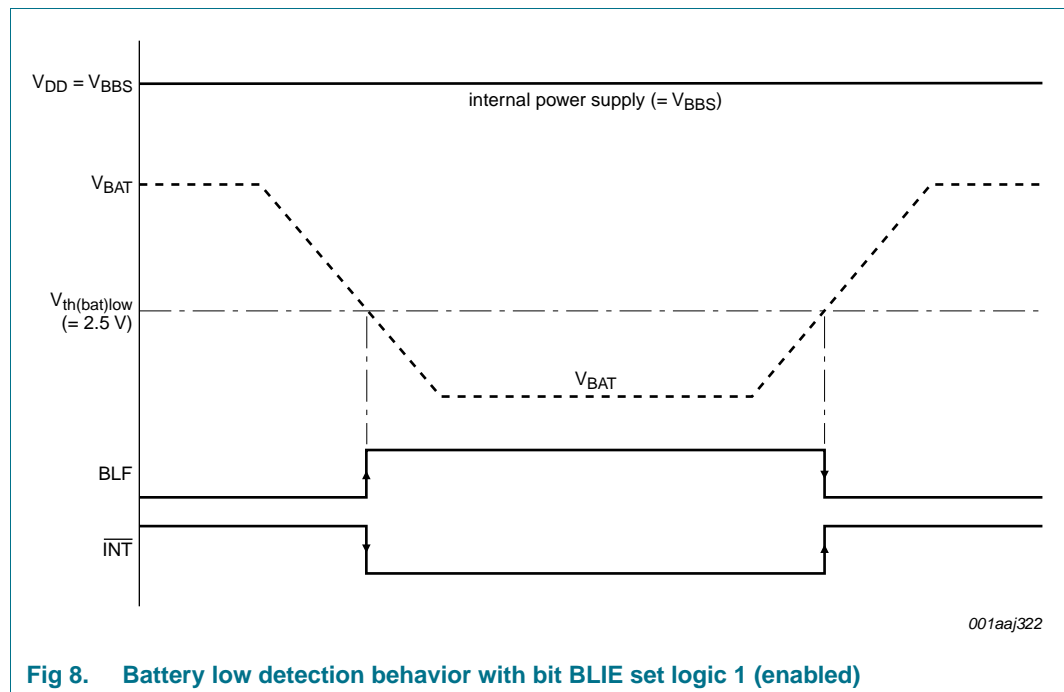 VDD = VBBS
internal power supply (= VBBS)
VBAT
Vth(bat)low
(= 2.5 V)
VBAT
BLF
INT
001aaj322
Fig 8. Battery low detection behavior with bit BLIE set logic 1 (enabled)